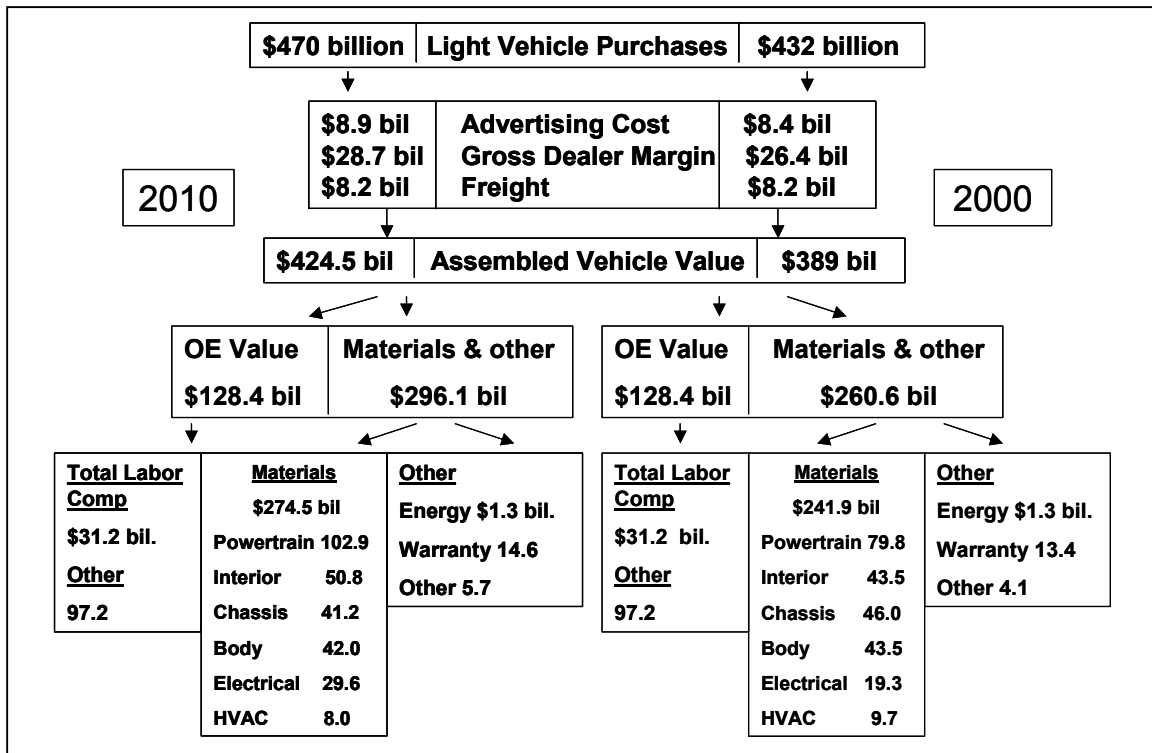 $470 billion Light Vehicle Purchases $432 billion
$8.9 bil Advertising Cost $8.4 bil
$28.7 bil Gross Dealer Margin $26.4 bil
$8.2 bil Freight $8.2 bil
2010
2000
$424.5 bil Assembled Vehicle Value $389 bil
OE Value Materials & other
$128.4 bil $296.1 bil
OE Value Materials & other
$128.4 bil $260.6 bil
Total Labor
Comp
$31.2 bil.
Other
97.2
Materials
$274.5 bil
Powertrain 102.9
Interior 50.8
Chassis 41.2
Body 42.0
Electrical 29.6
HVAC 8.0
Other
Energy $1.3 bil.
Warranty 14.6
Other 5.7
Total Labor
Comp
$31.2 bil.
Other
97.2
Materials
$241.9 bil
Powertrain 79.8
Interior 43.5
Chassis 46.0
Body 43.5
Electrical 19.3
HVAC 9.7
Other
Energy $1.3 bil.
Warranty 13.4
Other 4.1